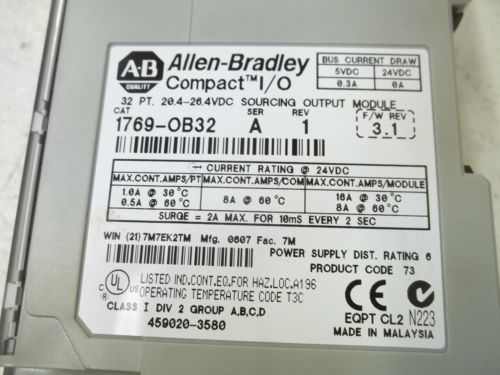 A-B QUALITY
Allen-Bradley
Compact™ I/O
BUS CURRENT DRAW
5VDC 24VDC
0.3A 0A
32 PT. 20.4-26.4VDC SOURCING OUTPUT MODULE
CAT SER REV
1769-OB32 A 1
F/W REV
3.1
CURRENT RATING @ 24VDC
MAX.CONT.AMPS/PT MAX.CONT.AMPS/COM MAX.CONT.AMPS/MODULE
1.0A @ 30°C
0.5A @ 60°C
8A @ 60°C
16A @ 30°C
8A @ 60°C
SURGE = 2A MAX. FOR 10mS EVERY 2 SEC
WIN (21)7M7EK2TM Mfg. 0607 Fac. 7M
POWER SUPPLY DIST. RATING 6
PRODUCT CODE 73
C UL US
LISTED IND.CONT.EQ.FOR HAZ.LOC.A196
OPERATING TEMPERATURE CODE T3C
CLASS I DIV 2 GROUP A,B,C,D
459020-3580
CE
EQPT CL2 N223
MADE IN MALAYSIA